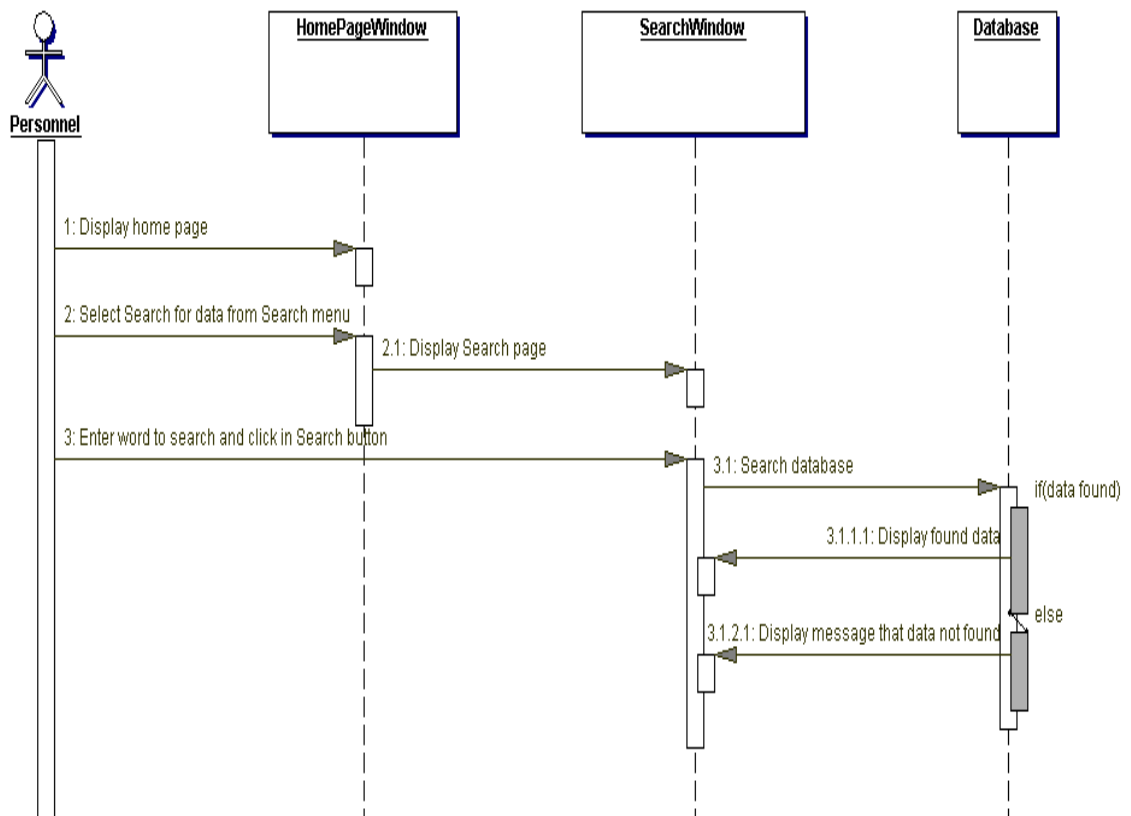 HomePageWindow
SearchWindow
Database
Personnel
1: Display home page
2: Select Search for data from Search menu
2.1: Display Search page
3: Enter word to search and click in Search button
3.1: Search database
if(data found)
3.1.1.1: Display found data
else
3.1.2.1: Display message that data not found